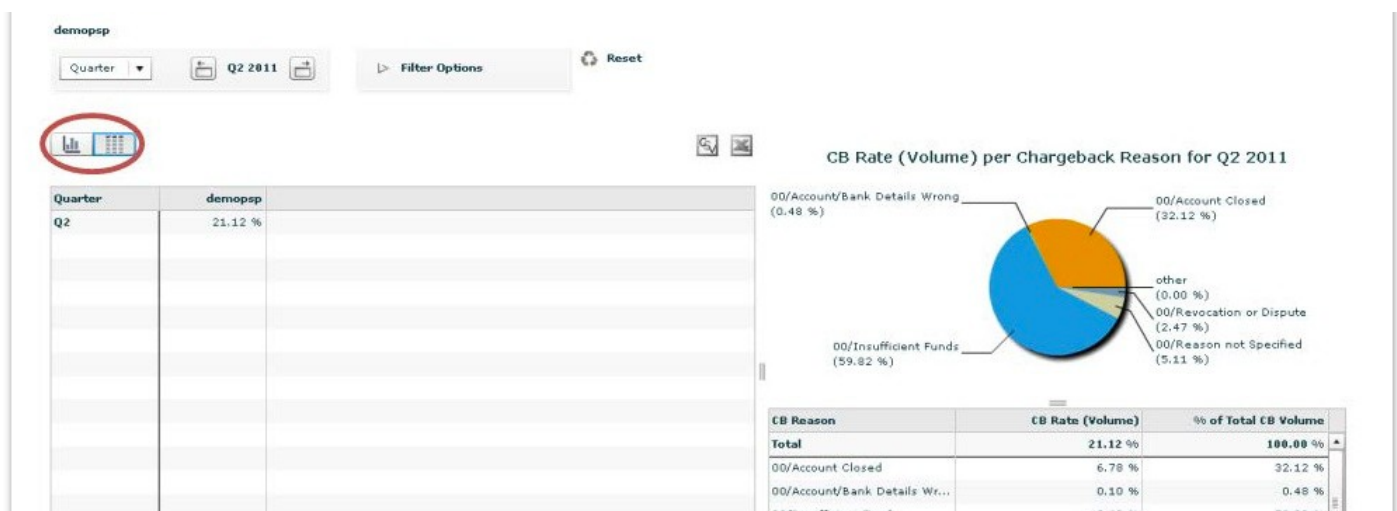 demopsp
Quarter
Q2 2011
Filter Options
Reset
CSV
CB Rate (Volume) per Chargeback Reason for Q2 2011
00/Account/Bank Details Wrong
(0.48 %)
00/Account Closed
(32.12 %)
other
(0.00 %)
00/Revocation or Dispute
(2.47 %)
00/Reason not Specified
(5.11 %)
00/Insufficient Funds
(59.82 %)
Quarter demopsp
Q2 21.12 %
CB Reason CB Rate (Volume) % of Total CB Volume
Total 21.12 % 100.00 %
00/Account Closed 6.78 % 32.12 %
00/Account/Bank Details Wr... 0.10 % 0.48 %